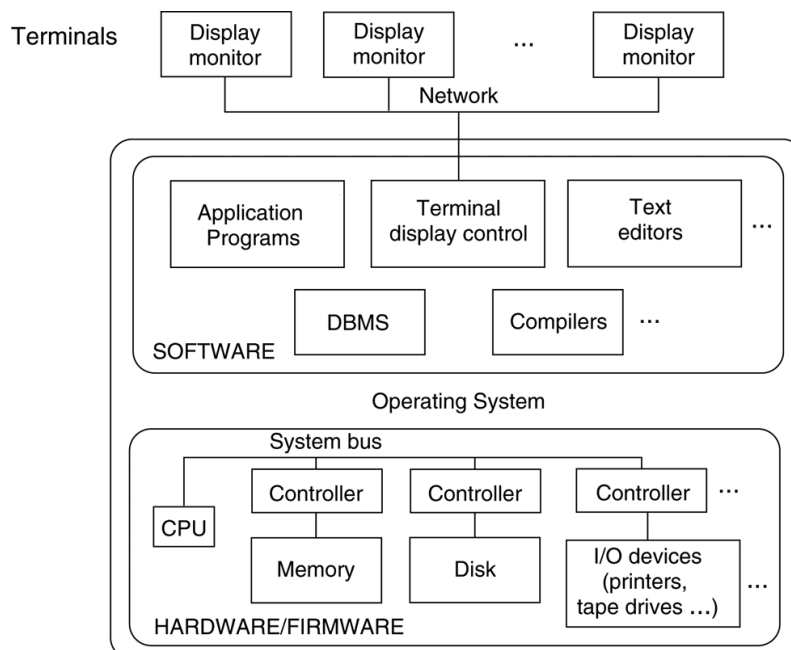 Terminals
Display
monitor
Display
monitor
...
Display
monitor
Network
Application
Programs
Terminal
display control
Text
editors
...
DBMS
Compilers
...
SOFTWARE
Operating System
System bus
Controller
Controller
Controller
...
CPU
Memory
Disk
I/O devices
(printers,
tape drives ...)
...
HARDWARE/FIRMWARE